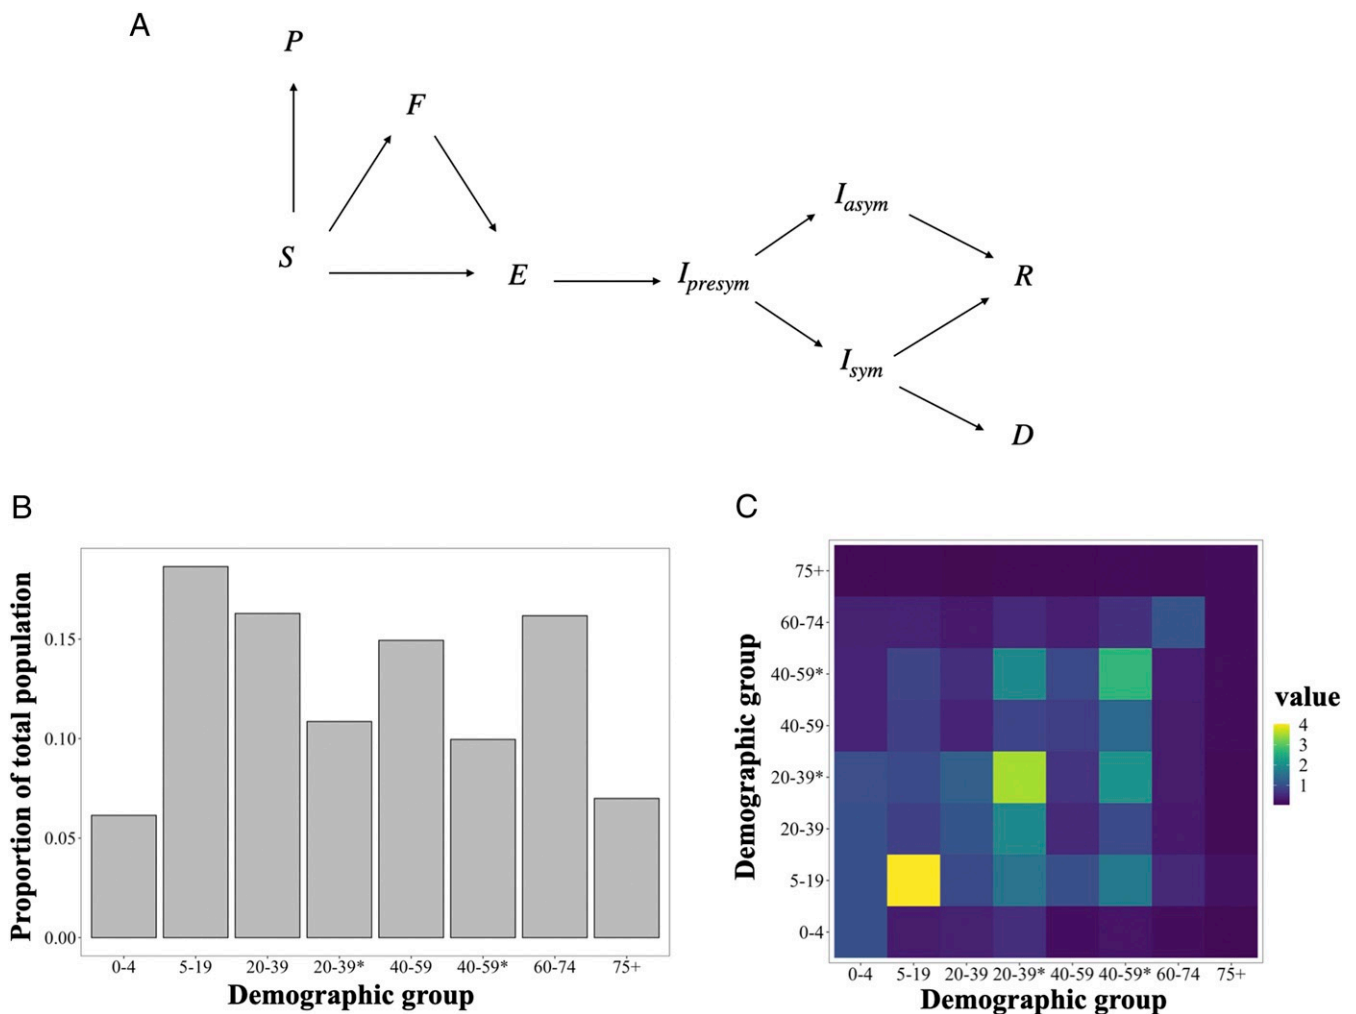 A
P
F
S
E
I_presym
I_asym
I_sym
R
D
B
Proportion of total population
0.15
0.10
0.05
0.00
0-4 5-19 20-39 20-39* 40-59 40-59* 60-74 75+
Demographic group
C
Demographic group
75+
60-74
40-59*
40-59
20-39*
20-39
5-19
0-4
0-4 5-19 20-39 20-39* 40-59 40-59* 60-74 75+
Demographic group
value
4
3
2
1